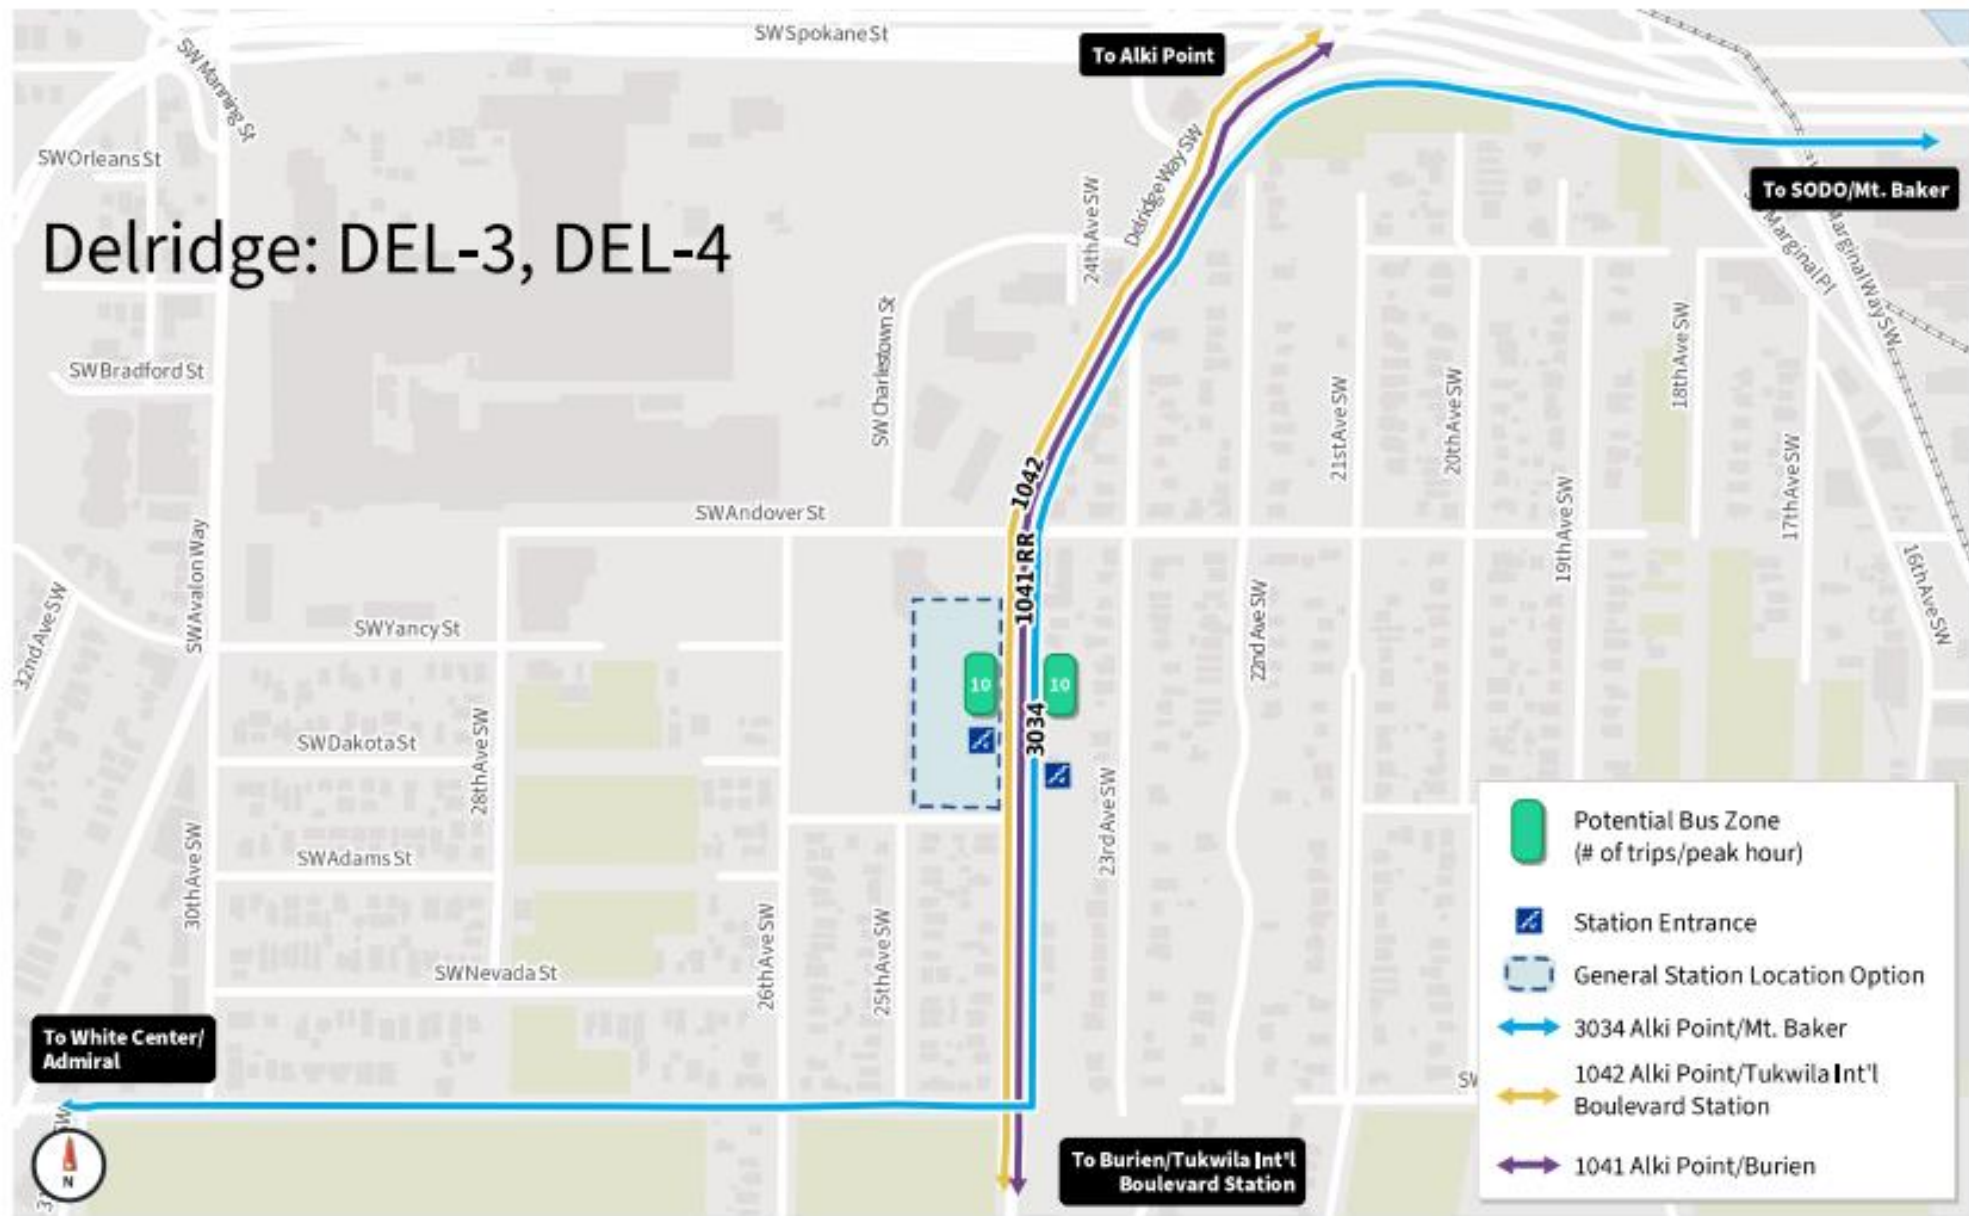 SW Spokane St
To Alki Point
SW Manning St
SW Orleans St
To SODO/Mt. Baker
Delridge Way SW
24th Ave SW
Marginal Pl
Marginal Way SW
Delridge: DEL-3, DEL-4
SW Charlestown St
18th Ave SW
SW Bradford St
21st Ave SW
20th Ave SW
17th Ave SW
19th Ave SW
1042
SW Andover St
SW Avalon Way
1041-RR
16th Ave SW
32nd Ave SW
22nd Ave SW
SW Yancy St
10
10
3034
SW Dakota St
28th Ave SW
23rd Ave SW
SW Adams St
30th Ave SW
26th Ave SW
25th Ave SW
SW Nevada St
To White Center/
Admiral
SW
SW
N
To Burien/Tukwila Int'l
Boulevard Station
Potential Bus Zone
(# of trips/peak hour)
Station Entrance
General Station Location Option
3034 Alki Point/Mt. Baker
1042 Alki Point/Tukwila Int'l
Boulevard Station
1041 Alki Point/Burien